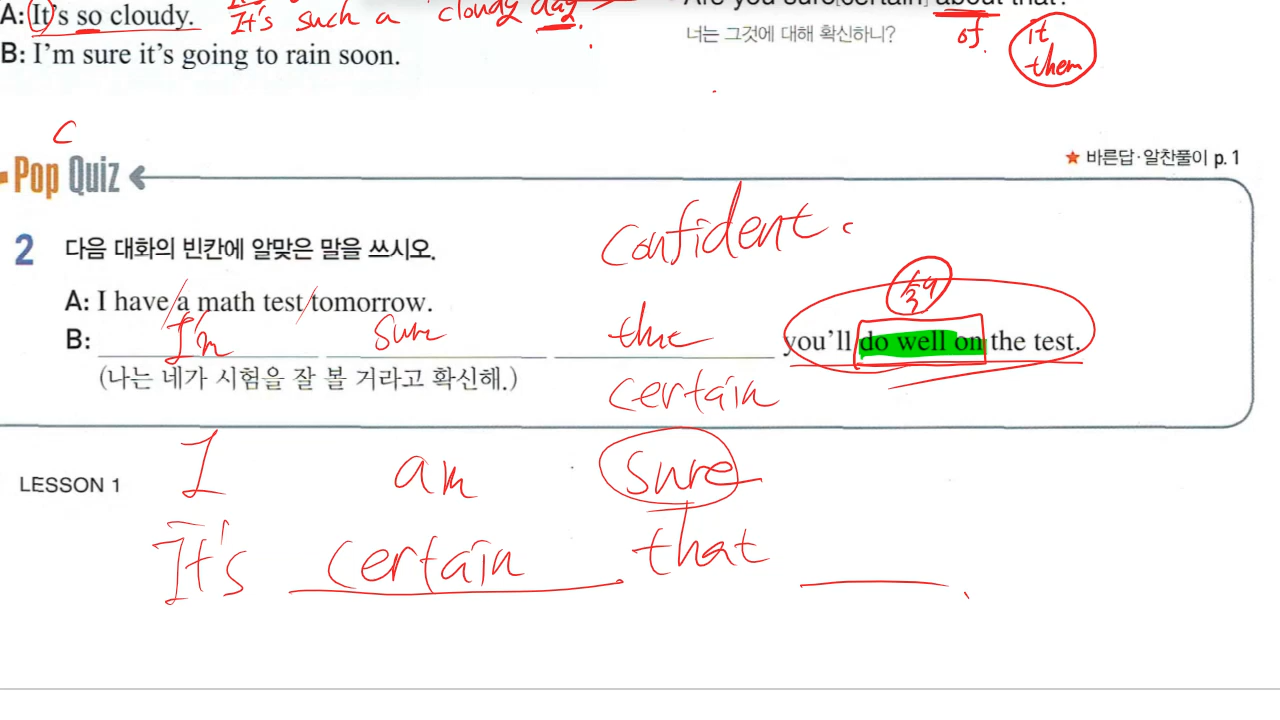 A: It's so cloudy. It's such a cloudy day.
B: I'm sure it's going to rain soon.
Are you sure[certain] about that?
너는 그것에 대해 확신하니?
of it
them
C
Pop Quiz
★ 바른답·알찬풀이 p. 1
confident.
2 다음 대화의 빈칸에 알맞은 말을 쓰시오.
A: I have/a math test/tomorrow.
B: I'm sure that you'll do well on the test.
(나는 네가 시험을 잘 볼 거라고 확신해.)
certain
I am sure
LESSON 1
It's certain that ____.